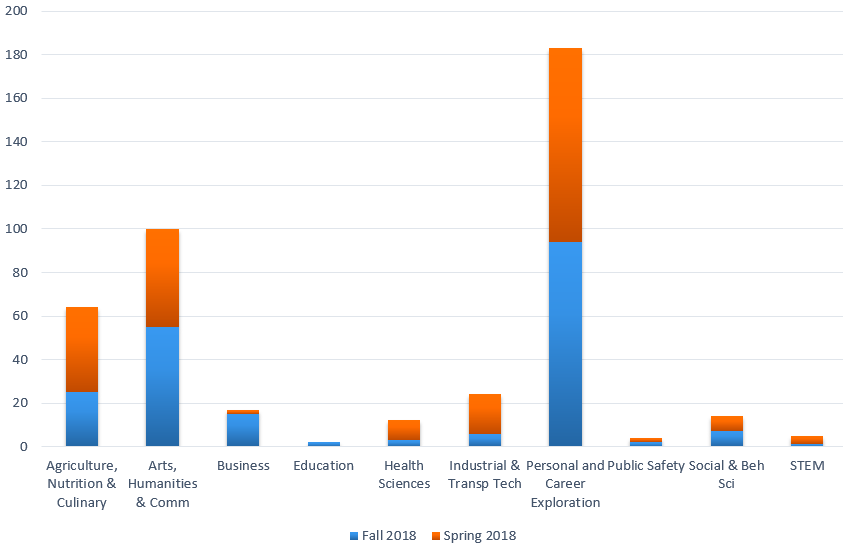 200
180
160
140
120
100
80
60
40
20
0
Agriculture,
Nutrition &
Culinary
Arts,
Humanities
& Comm
Business
Education
Health
Sciences
Industrial &
Transp Tech
Personal and
Career
Exploration
Public Safety
Social & Beh
Sci
STEM
Fall 2018
Spring 2018